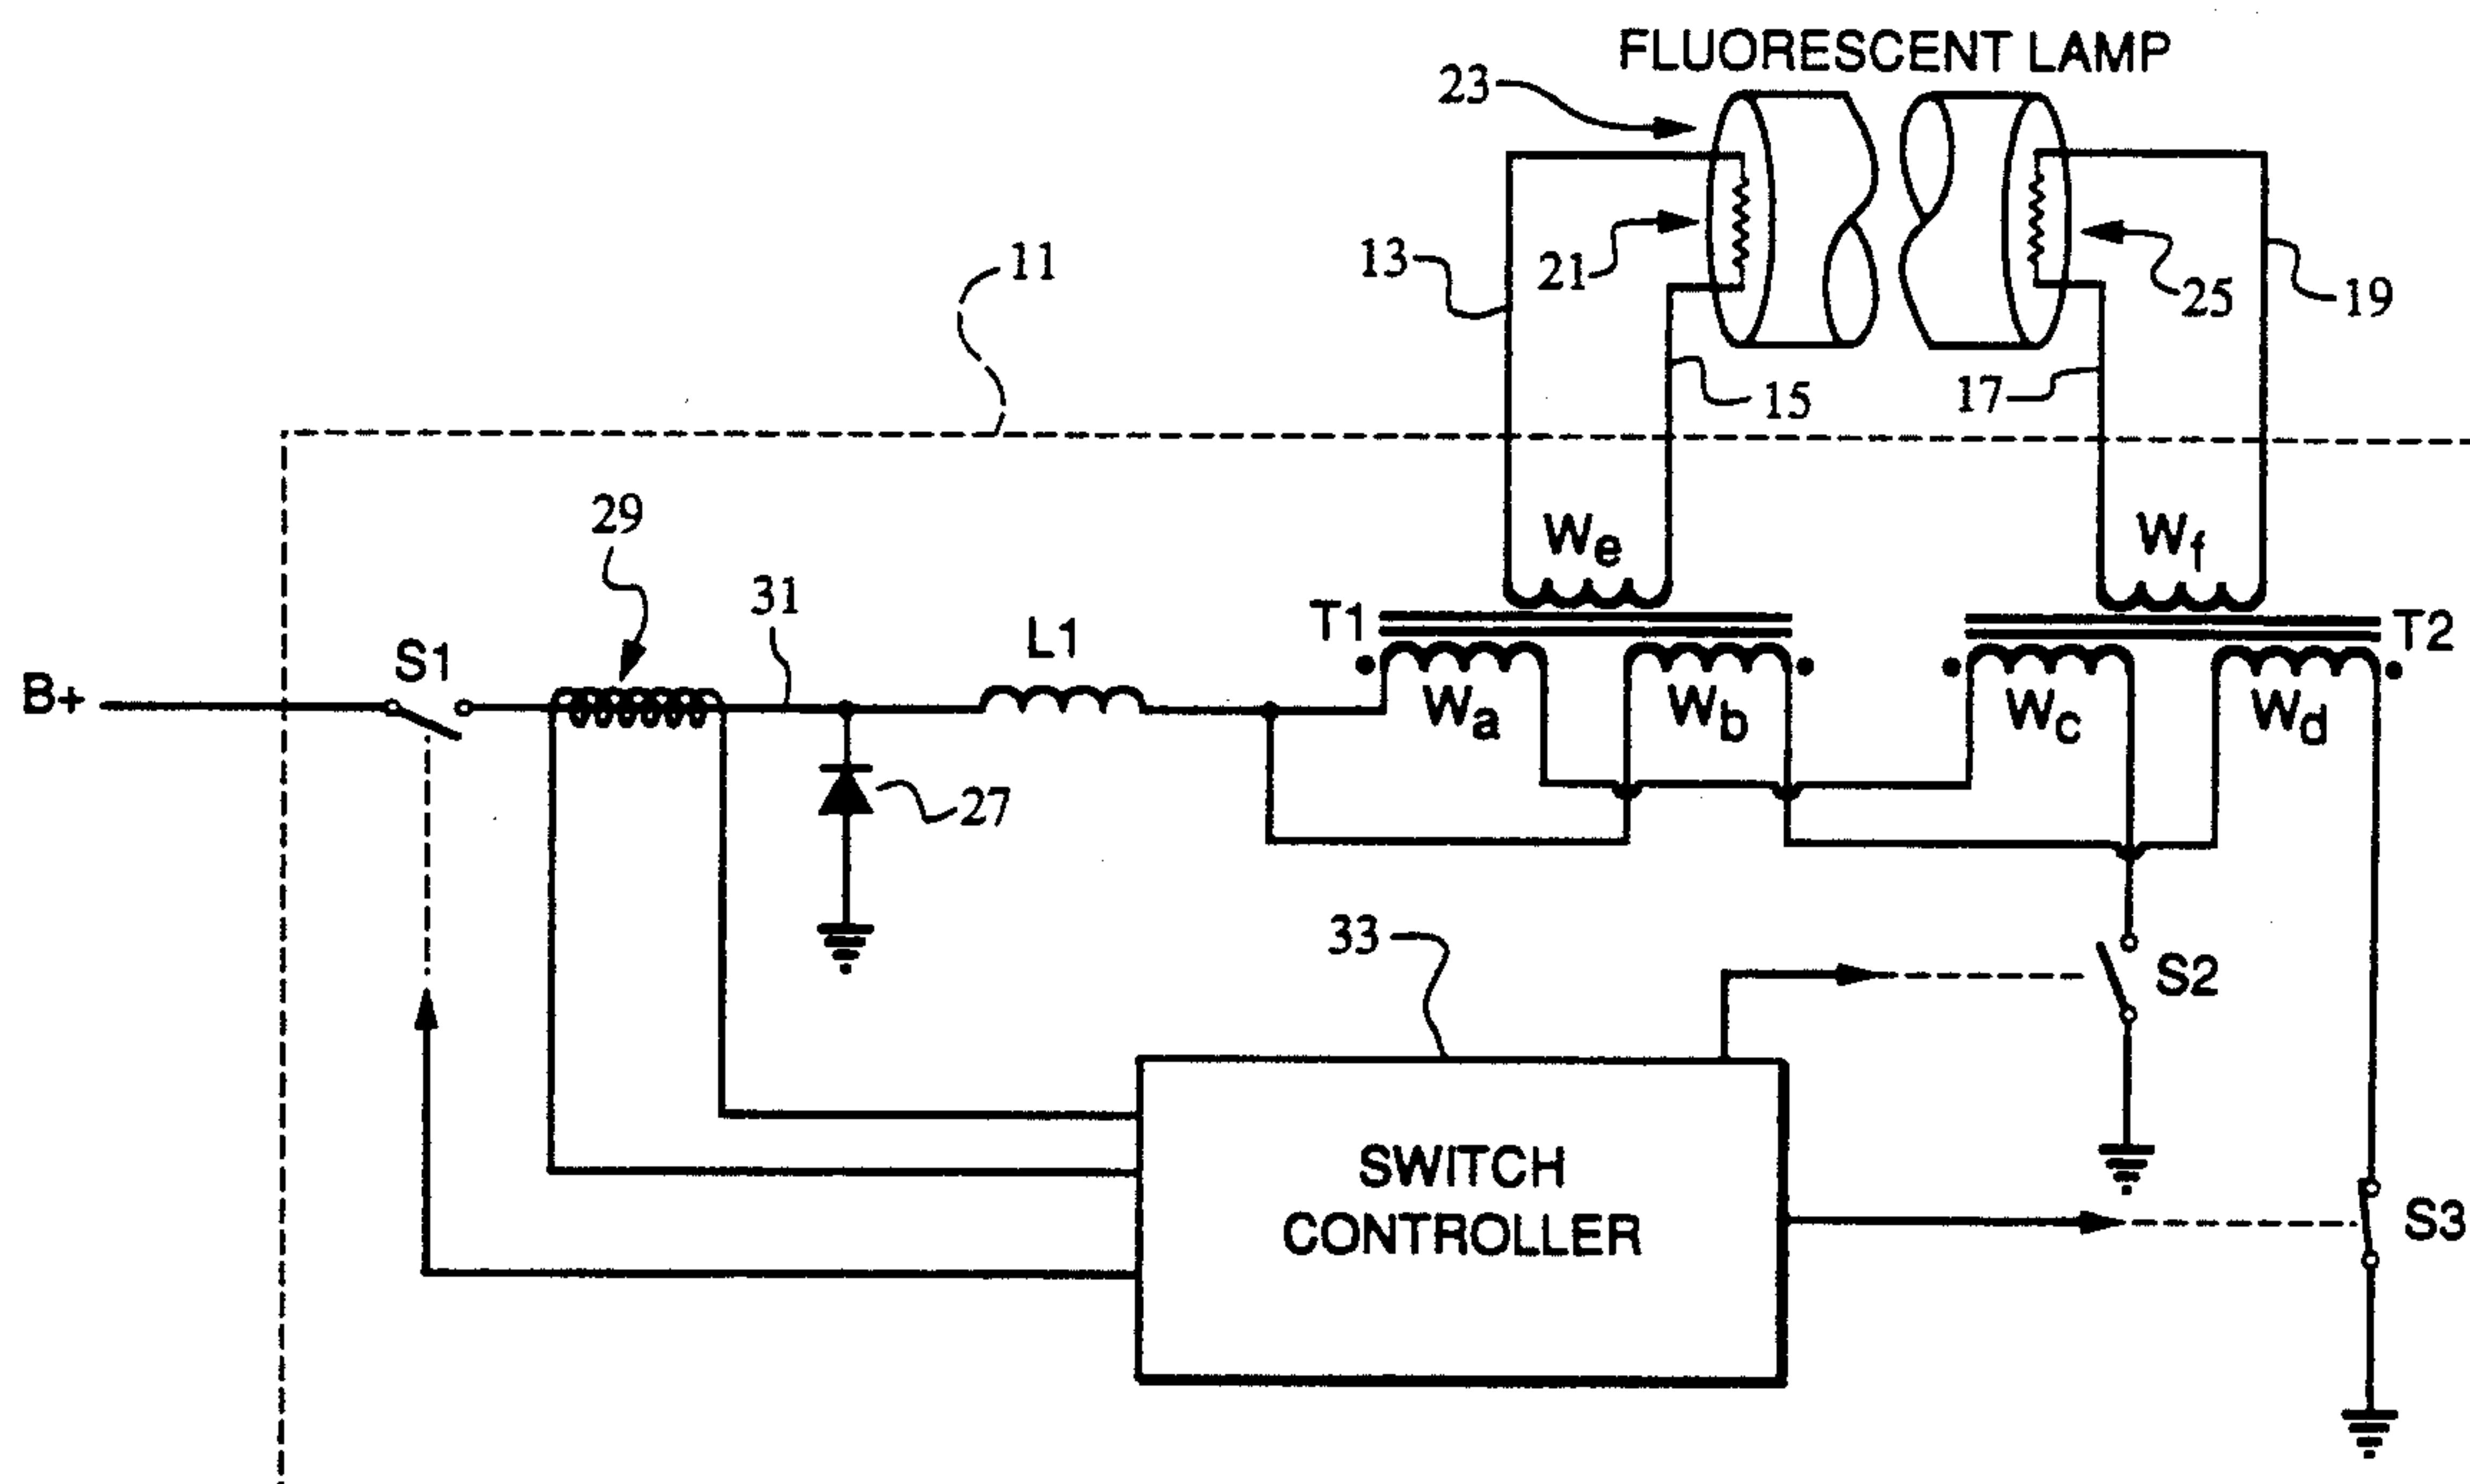 FLUORESCENT LAMP
23
11
13
21
25
19
15
17
29
31
We
Wf
S1
L1
T1
T2
B+
Wa
Wb
Wc
Wd
27
33
S2
SWITCH
CONTROLLER
S3